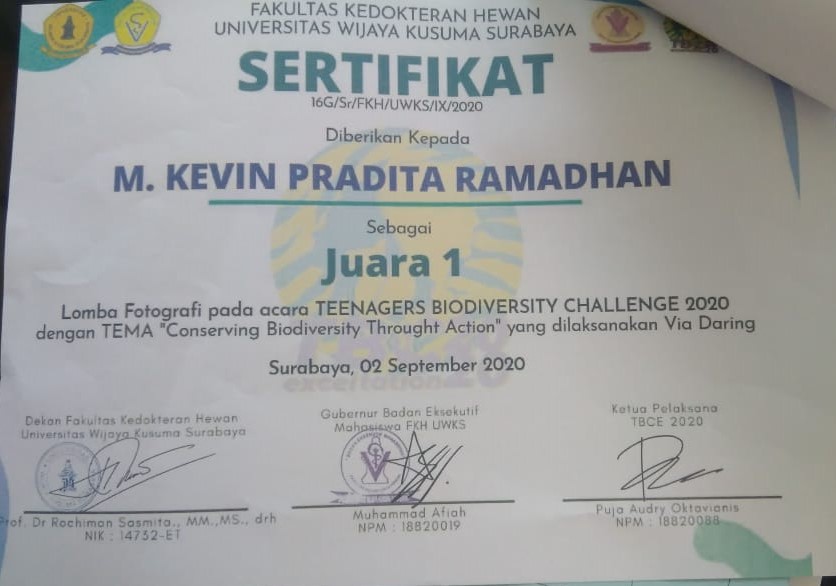 FAKULTAS KEDOKTERAN HEWAN
UNIVERSITAS WIJAYA KUSUMA SURABAYA
SERTIFIKAT
16G/Sr/FKH/UWKS/IX/2020
Diberikan Kepada
M. KEVIN PRADITA RAMADHAN
Sebagai
Juara 1
Lomba Fotografi pada acara TEENAGERS BIODIVERSITY CHALLENGE 2020
dengan TEMA "Conserving Biodiversity Throught Action" yang dilaksanakan Via Daring
Surabaya, 02 September 2020
Dekan Fakultas Kedokteran Hewan
Universitas Wijaya Kusuma Surabaya
Prof. Dr Rochiman Sasmita., MM.,MS., drh
NIK : 14732-ET
Gubernur Badan Eksekutif
Mahasiswa FKH UWKS
Muhammad Afiah
NPM : 18820019
Ketua Pelaksana
TBCE 2020
Puja Audry Oktavianis
NPM : 18820088